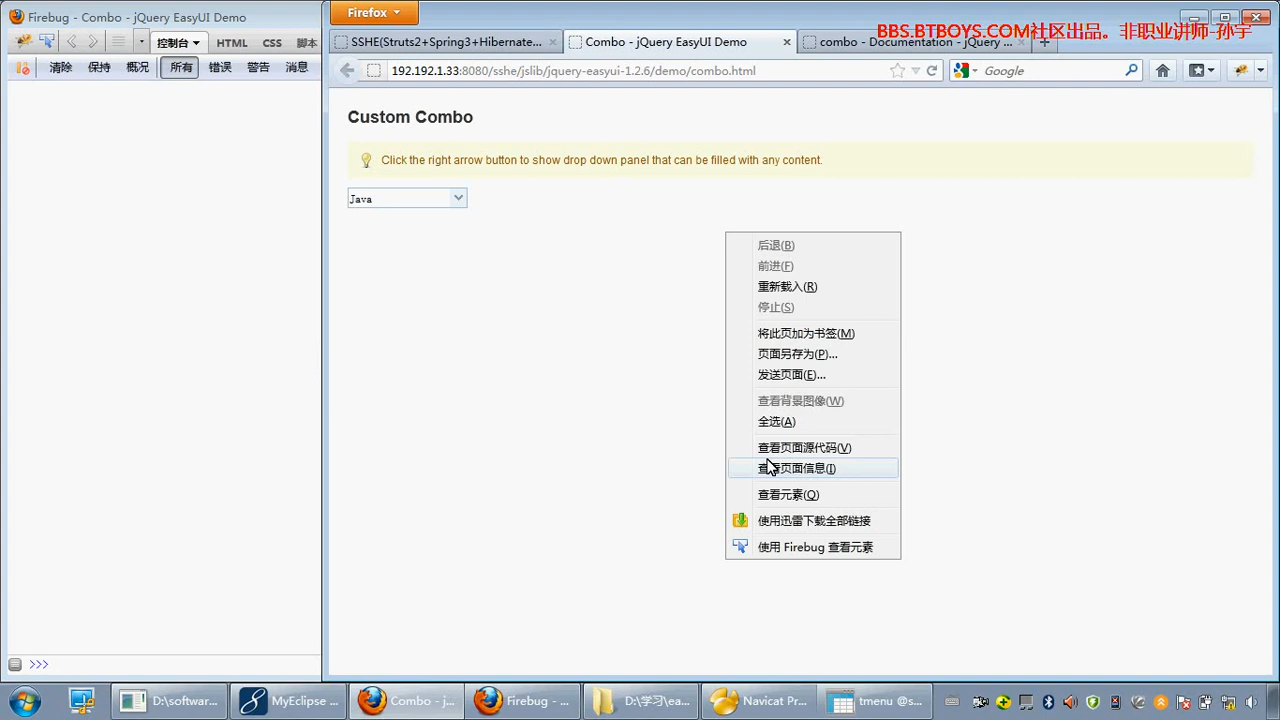 Firebug - Combo - jQuery EasyUI Demo
控制台 HTML CSS 脚本
清除 保持 概况 所有 错误 警告 消息
>>>
Firefox
BBS.BTBOYS.COM社区出品。非职业讲师-孙宇
SSHE(Struts2+Spring3+Hibernate...
Combo - jQuery EasyUI Demo
combo - Documentation - jQuery ...
192.192.1.33:8080/sshe/jslib/jquery-easyui-1.2.6/demo/combo.html
Google
Custom Combo
Click the right arrow button to show drop down panel that can be filled with any content.
Java
后退(B)
前进(F)
重新载入(R)
停止(S)
将此页加为书签(M)
页面另存为(P)...
发送页面(E)...
查看背景图像(W)
全选(A)
查看页面源代码(V)
查看页面信息(I)
查看元素(Q)
使用迅雷下载全部链接
使用 Firebug 查看元素
D:\software...
MyEclipse ...
Combo - j...
Firebug - ...
D:\学习\ea...
Navicat Pr...
tmenu @s...